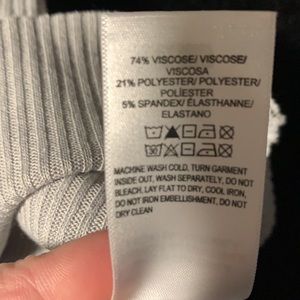 74% VISCOSE/ VISCOSE/
VISCOSA
21% POLYESTER/ POLYESTER/
POLIÉSTER
5% SPANDEX/ ÉLASTHANNE/
ELASTANO
MACHINE WASH COLD, TURN GARMENT
INSIDE OUT, WASH SEPARATELY, DO NOT
BLEACH, LAY FLAT TO DRY, COOL IRON,
DO NOT IRON EMBELLISHMENT, DO NOT
DRY CLEAN